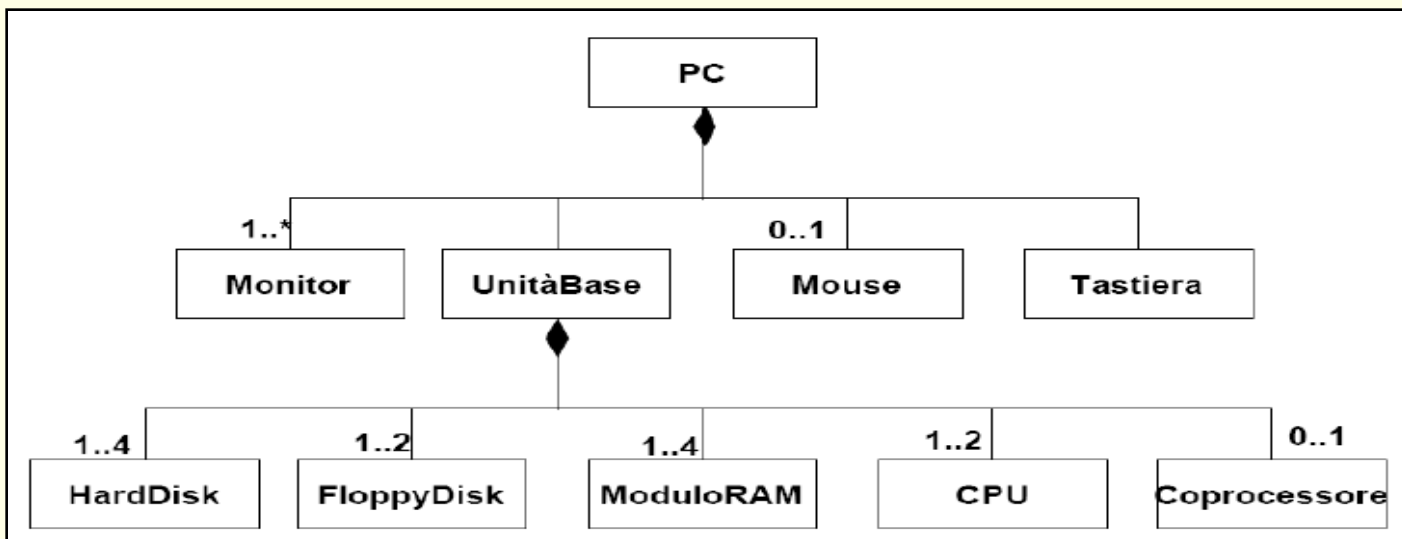 PC
1..*
0..1
Monitor
UnitàBase
Mouse
Tastiera
1..4
1..2
1..4
1..2
0..1
HardDisk
FloppyDisk
ModuloRAM
CPU
Coprocessore